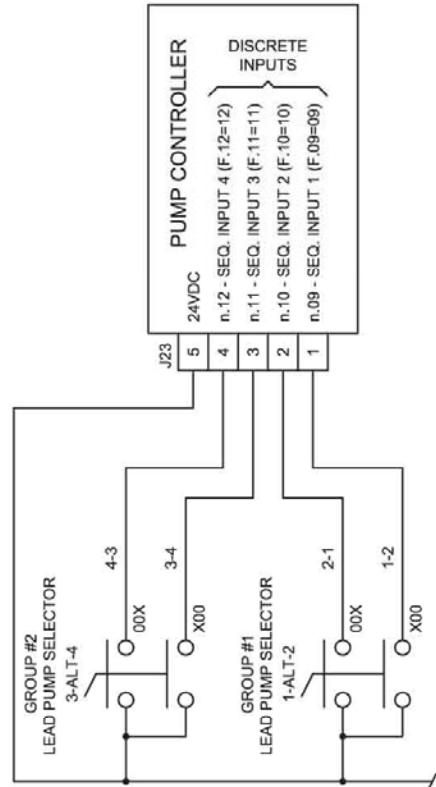 PUMP CONTROLLER
DISCRETE
INPUTS
J23
5
24VDC
4
n.12 - SEQ. INPUT 4 (F.12=12)
3
n.11 - SEQ. INPUT 3 (F.11=11)
2
n.10 - SEQ. INPUT 2 (F.10=10)
1
n.09 - SEQ. INPUT 1 (F.09=09)
GROUP #2
LEAD PUMP SELECTOR
3-ALT-4
00X
4-3
X00
3-4
GROUP #1
LEAD PUMP SELECTOR
1-ALT-2
00X
2-1
X00
1-2